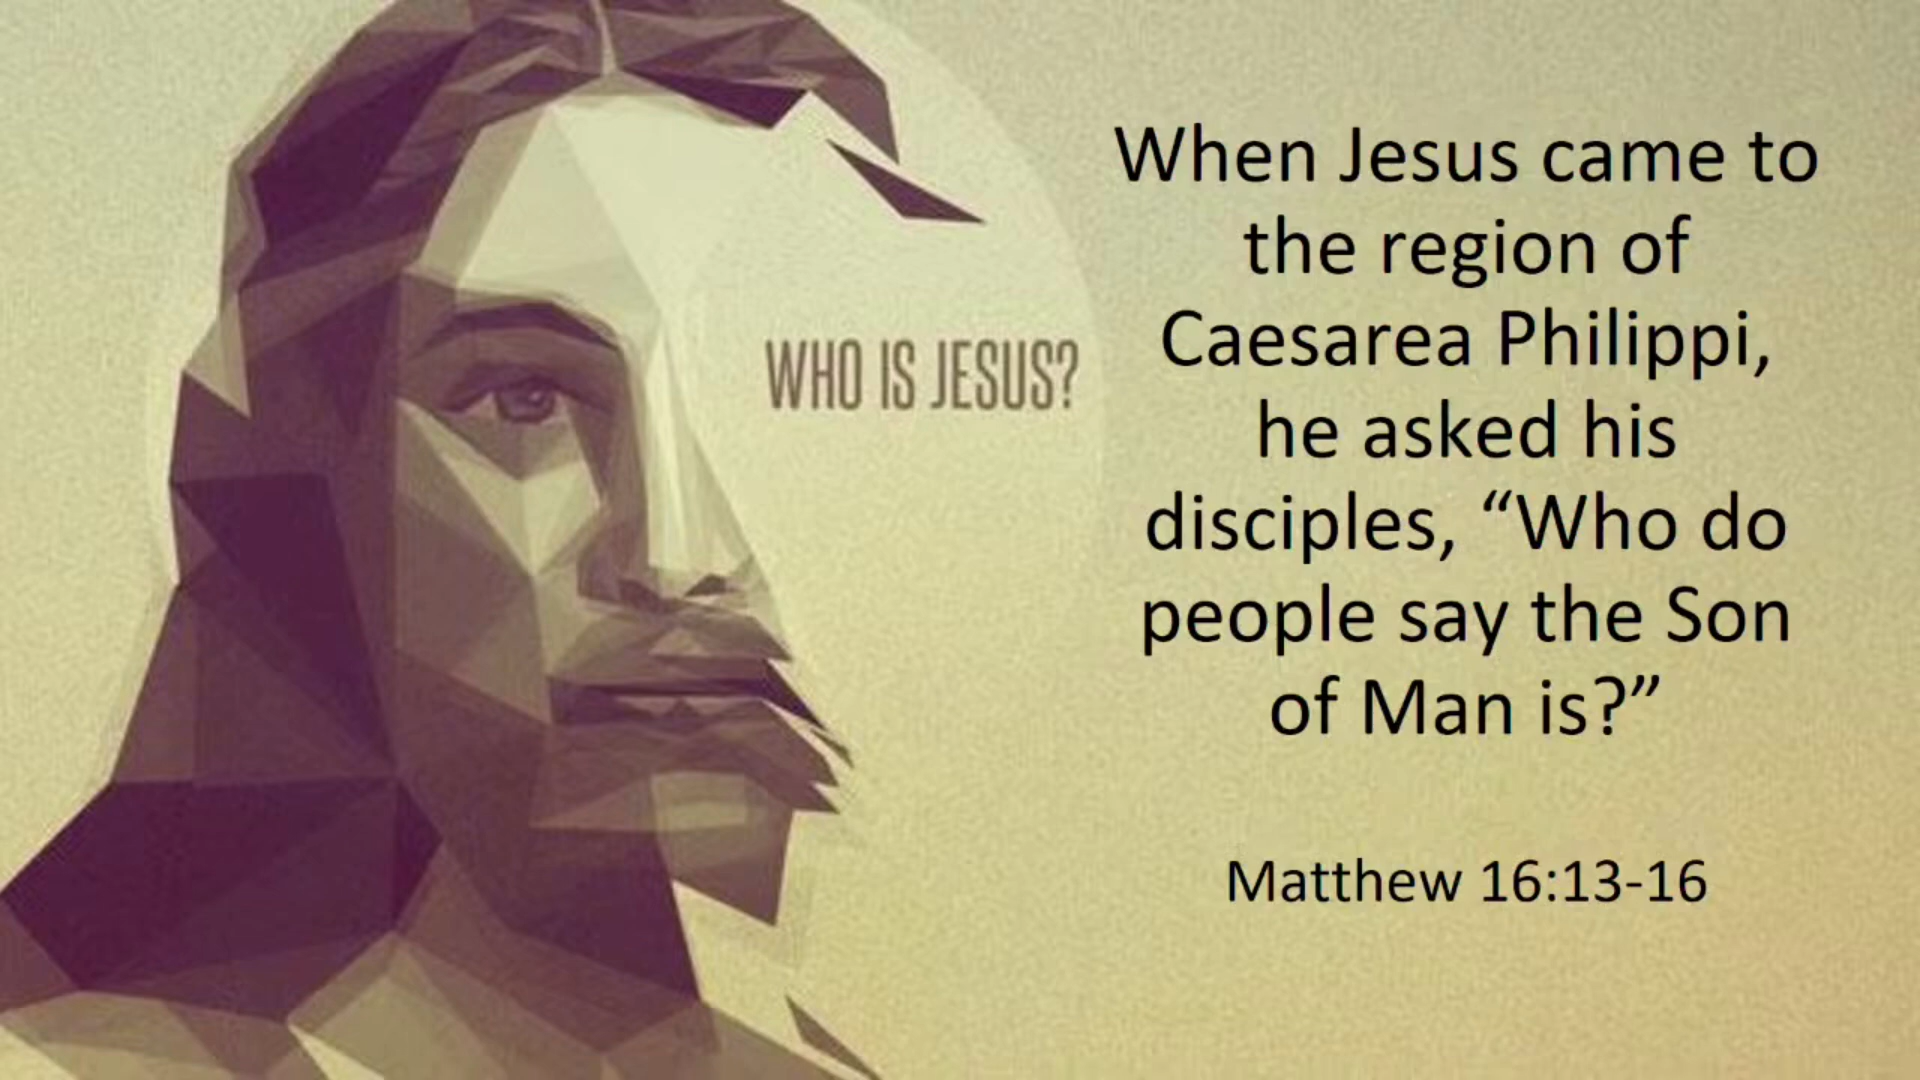 WHO IS JESUS?
When Jesus came to
the region of
Caesarea Philippi,
he asked his
disciples, “Who do
people say the Son
of Man is?”
Matthew 16:13-16